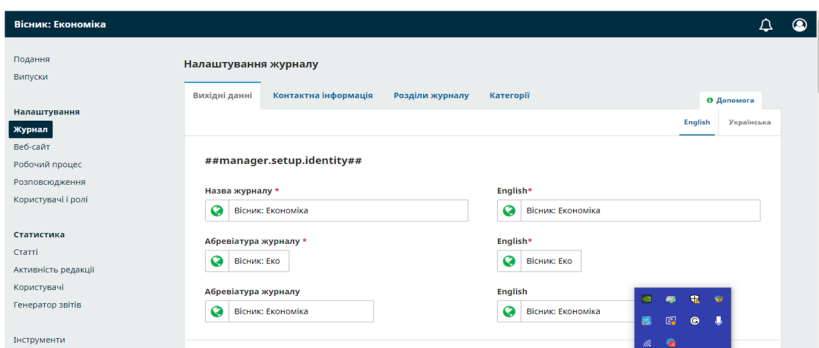 Вісник: Економіка
Подання
Випуски
Налаштування
Журнал
Веб-сайт
Робочий процес
Розповсюдження
Користувачі і ролі
Статистика
Статті
Активність редакції
Користувачі
Генератор звітів
Інструменти
Налаштування журналу
Вихідні данні Контактна інформація Розділи журналу Категорії
Допомога
English Українська
##manager.setup.identity##
Назва журналу * English*
Вісник: Економіка Вісник: Економіка
Абревіатура журналу * English*
Вісник: Еко Вісник: Еко
Абревіатура журналу English
Вісник: Економіка Вісник: Економіка